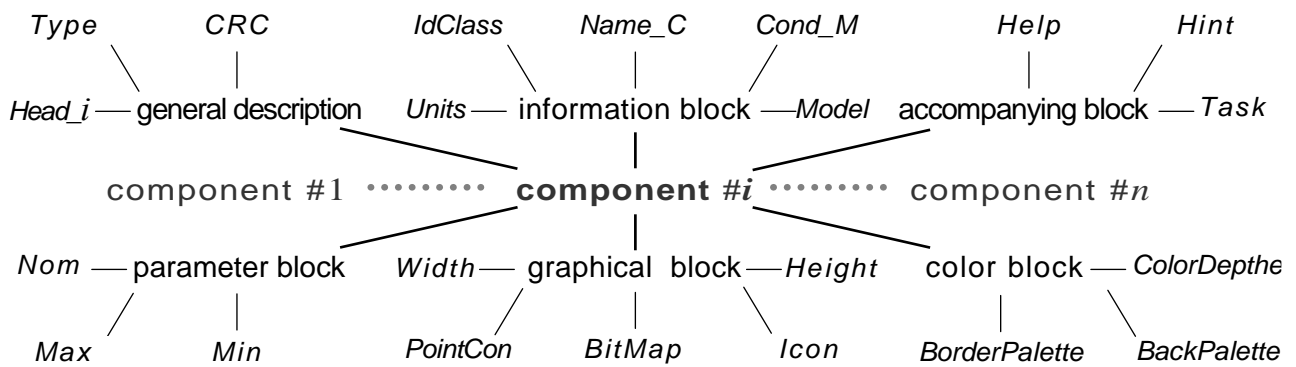 Type CRC IdClass Name_C Cond_M Help Hint
Head_i general description Units information block Model accompanying block Task
component #1 component #i component #n
Nom parameter block Width graphical block Height color block ColorDepthe
Max Min PointCon BitMap Icon BorderPalette BackPalette